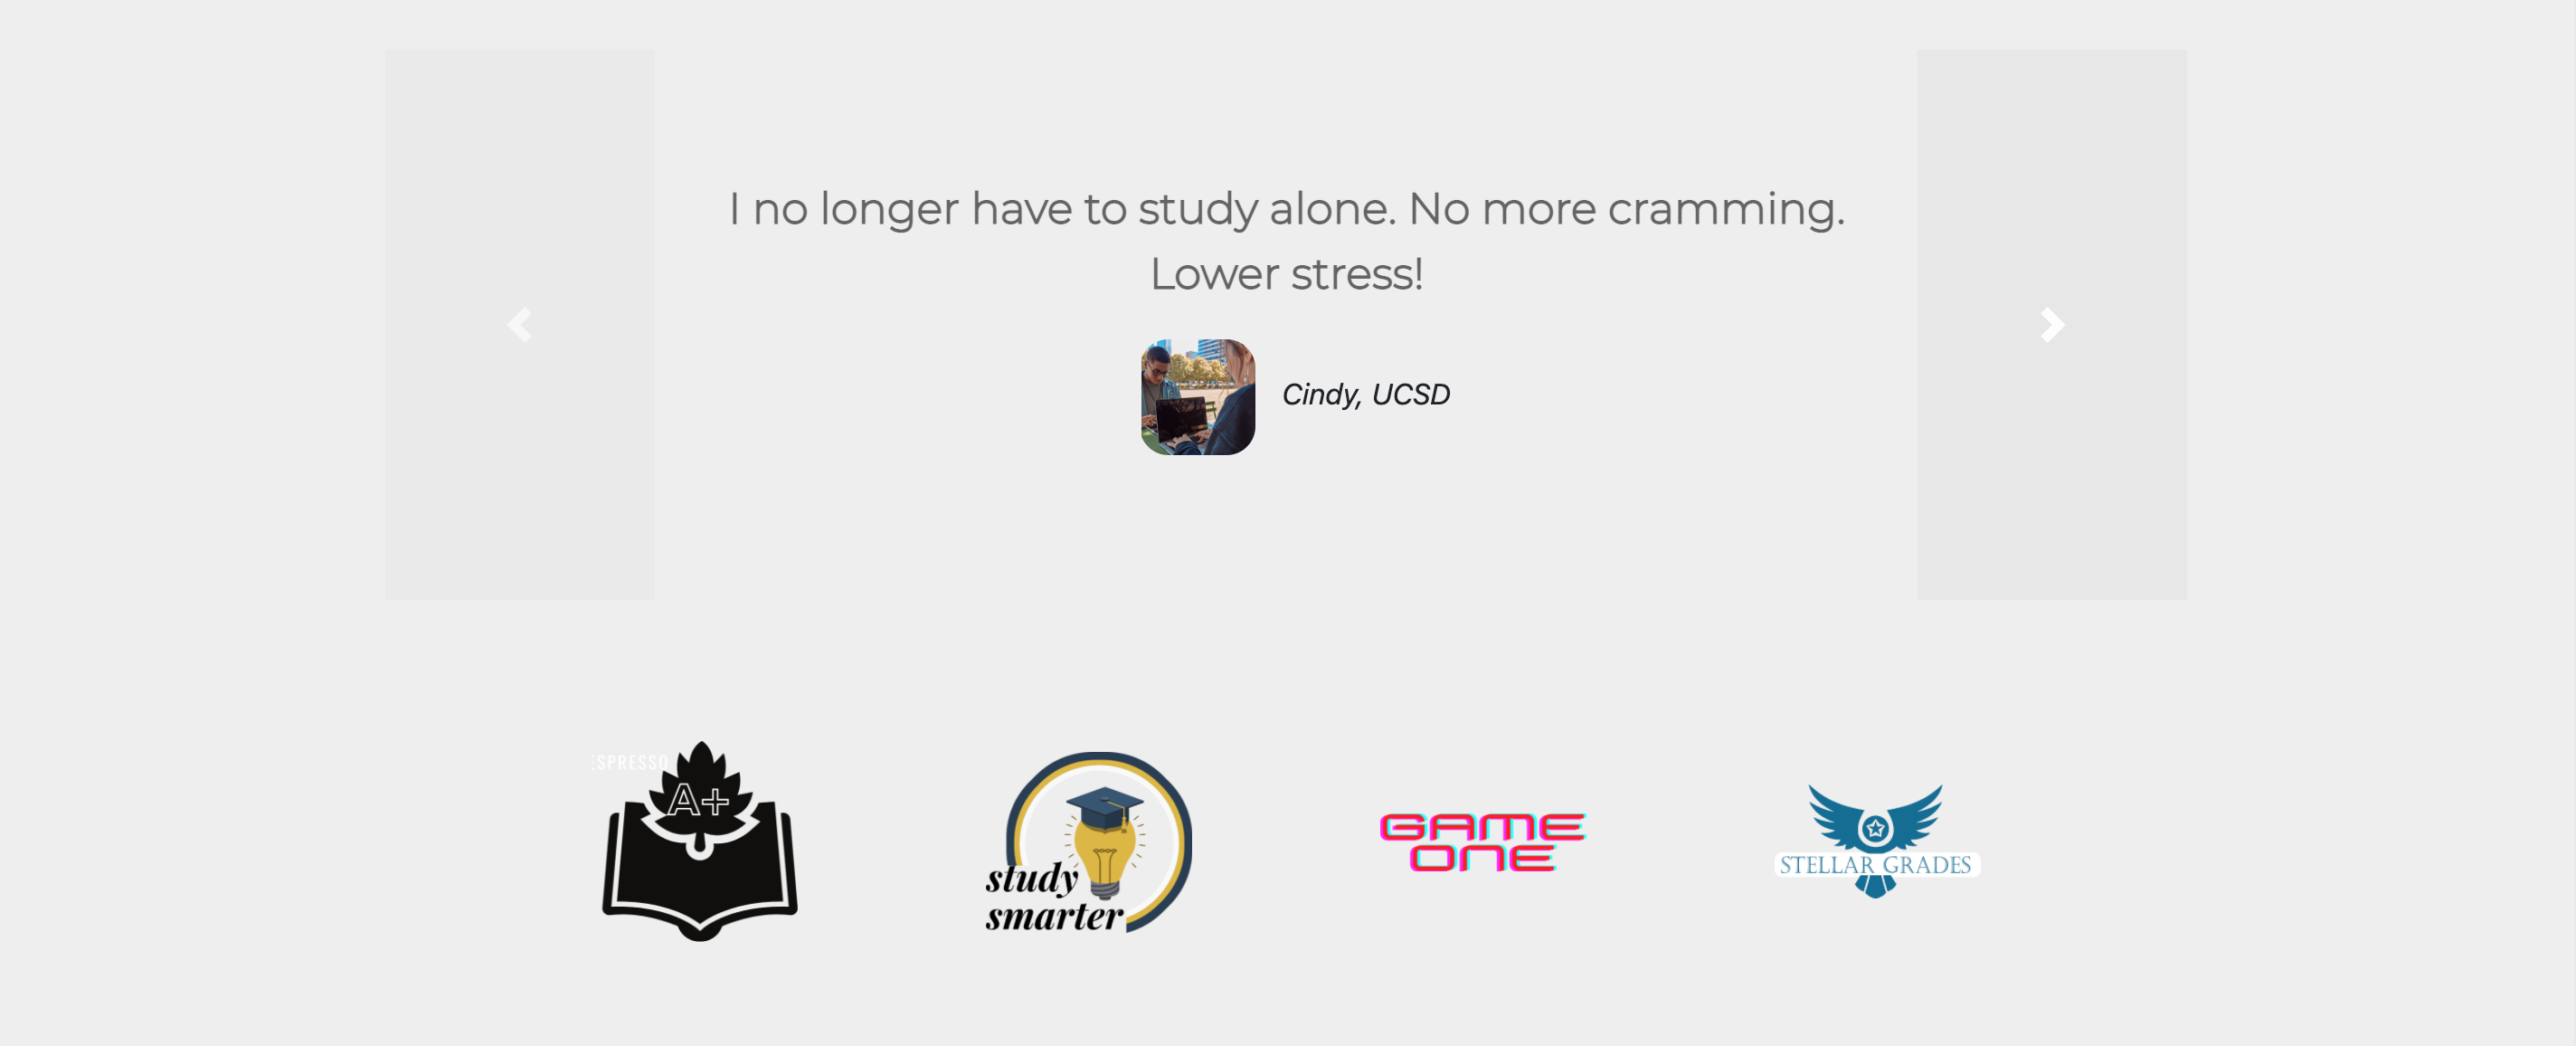 I no longer have to study alone. No more cramming.
Lower stress!
Cindy, UCSD
SPRESSO
A+
study
smarter
GAME
ONE
STELLAR GRADES